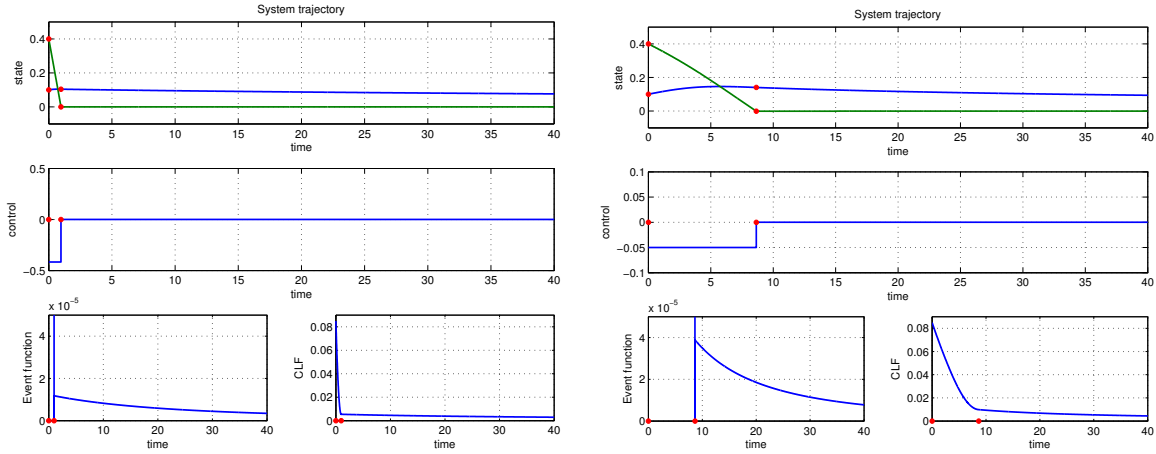 System trajectory
state
0.4
0.2
0
0 5 10 15 20 25 30 35 40
time
control
0.5
0
−0.5
0 5 10 15 20 25 30 35 40
time
x 10⁻⁵
Event function
4
2
0
0 10 20 30 40
time
CLF
0.08
0.06
0.04
0.02
0
0 10 20 30 40
time
System trajectory
state
0.4
0.2
0
0 5 10 15 20 25 30 35 40
time
control
0.1
0.05
0
−0.05
−0.1
0 5 10 15 20 25 30 35 40
time
x 10⁻⁵
Event function
4
2
0
0 10 20 30 40
time
CLF
0.08
0.06
0.04
0.02
0
0 10 20 30 40
time